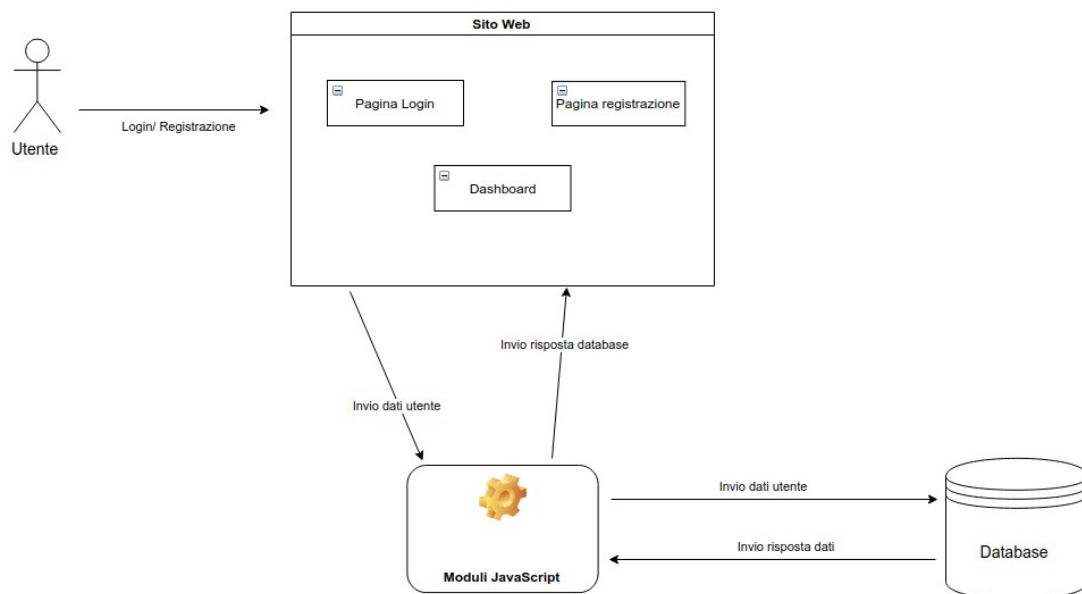 Sito Web
Pagina Login
Pagina registrazione
Login/ Registrazione
Utente
Dashboard
Invio risposta database
Invio dati utente
Invio dati utente
Invio risposta dati
Database
Moduli JavaScript